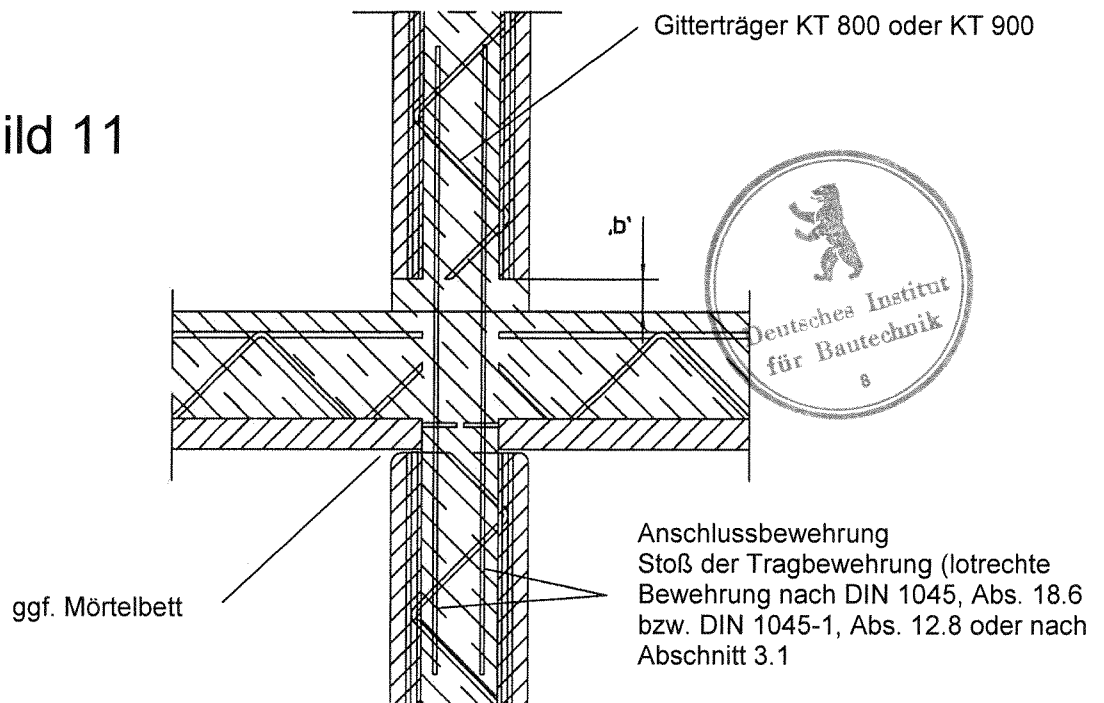 Gitterträger KT 800 oder KT 900
ild 11
‚b'
Deutsches Institut
für Bautechnik
8
Anschlussbewehrung
Stoß der Tragbewehrung (lotrechte
Bewehrung nach DIN 1045, Abs. 18.6
bzw. DIN 1045-1, Abs. 12.8 oder nach
Abschnitt 3.1
ggf. Mörtelbett